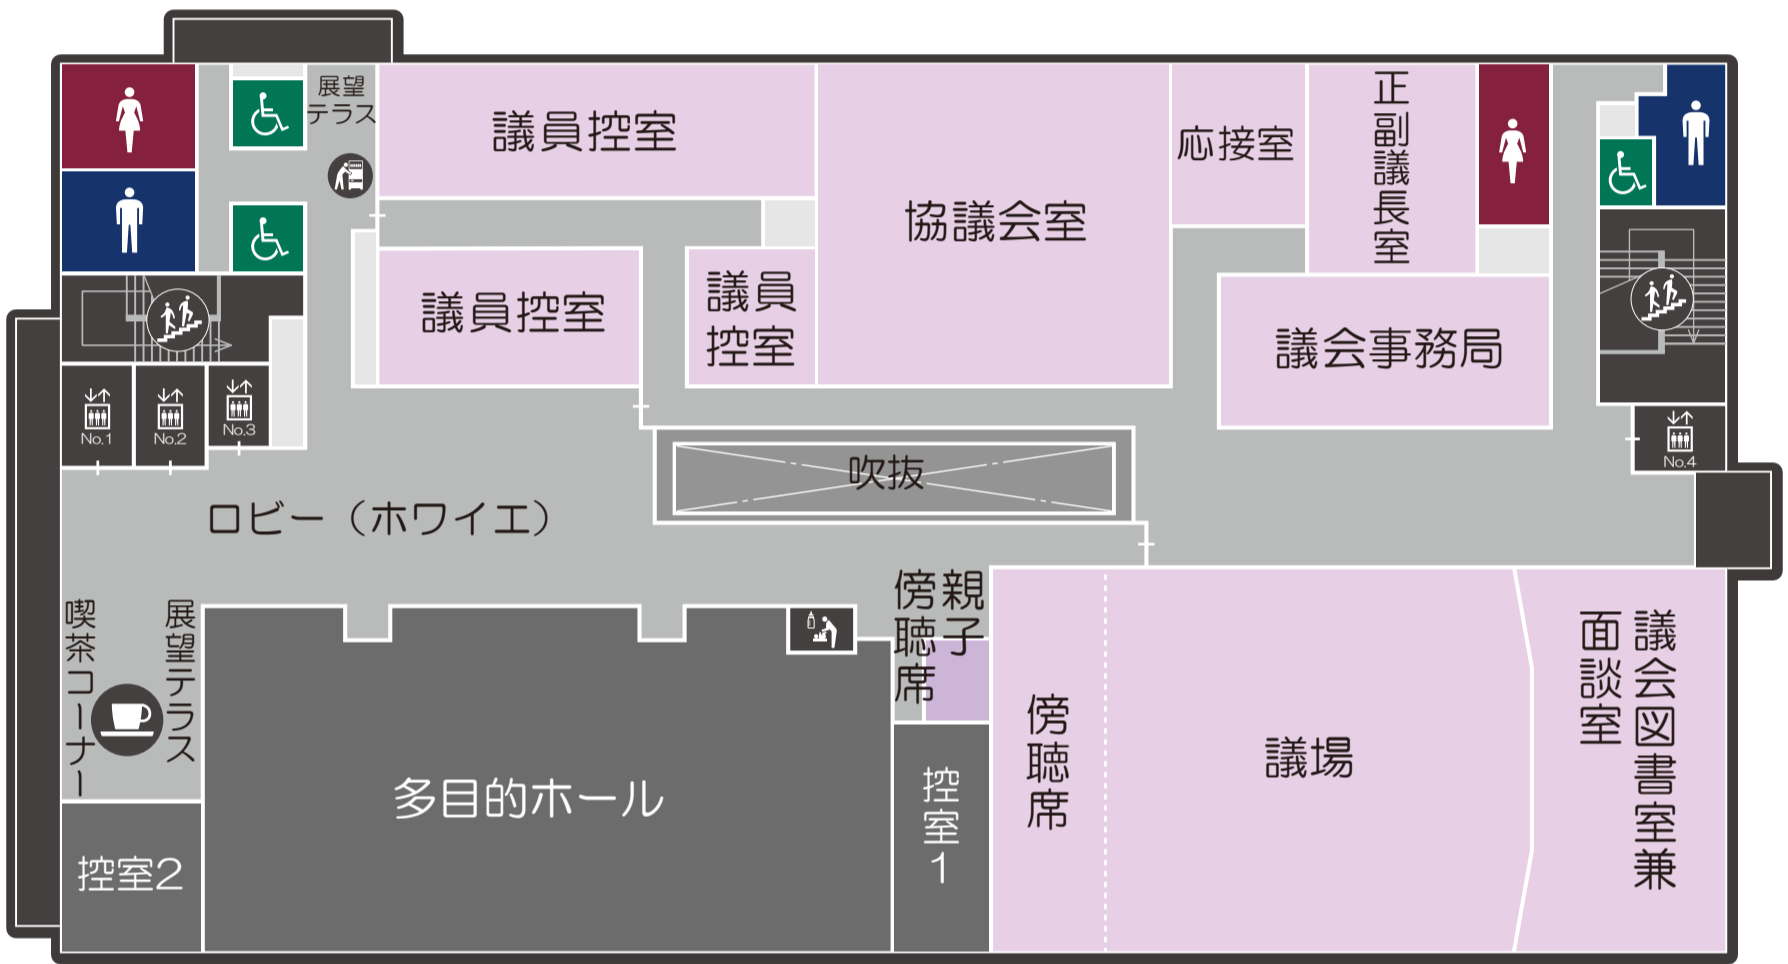 展望
テラス
議員控室
協議会室
応接室
正副議長室
議員控室
議員
控室
議会事務局
No.1
No.2
No.3
No.4
吹抜
ロビー（ホワイエ）
喫茶コーナー
展望テラス
親子
傍聴席
多目的ホール
控室1
控室2
傍聴席
議場
議会図書室兼
面談室